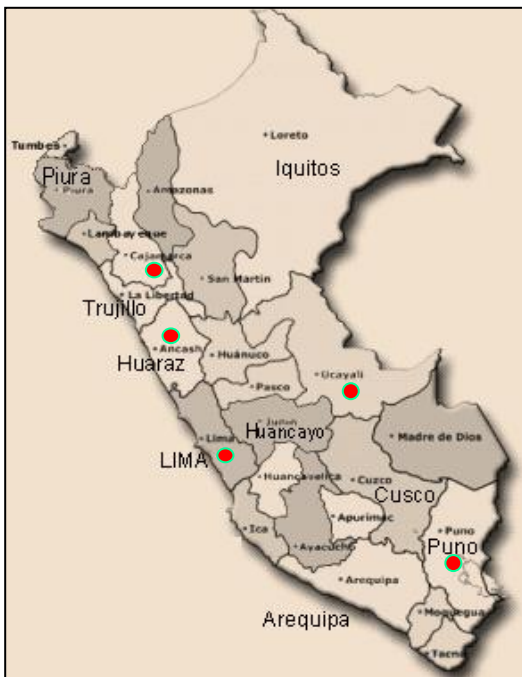 Loreto
Tumbes
Iquitos
Piura
Piura
Amazonas
Lambayeque
Cajamarca
San Martin
La Libertad
Trujillo
Ancash
Huánuco
Huaraz
Ucayali
Pasco
Junin
Huancayo
Lima
Madre de Dios
LIMA
Huancavelica
Cuzco
Cusco
Ica
Apurimac
Puno
Ayacucho
Puno
Arequipa
Moquegua
Arequipa
Tacna